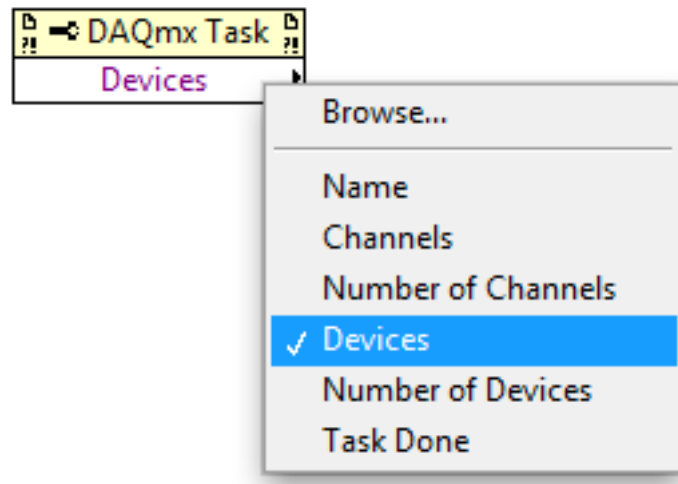 DAQmx Task
Devices
Browse...
Name
Channels
Number of Channels
Devices
Number of Devices
Task Done